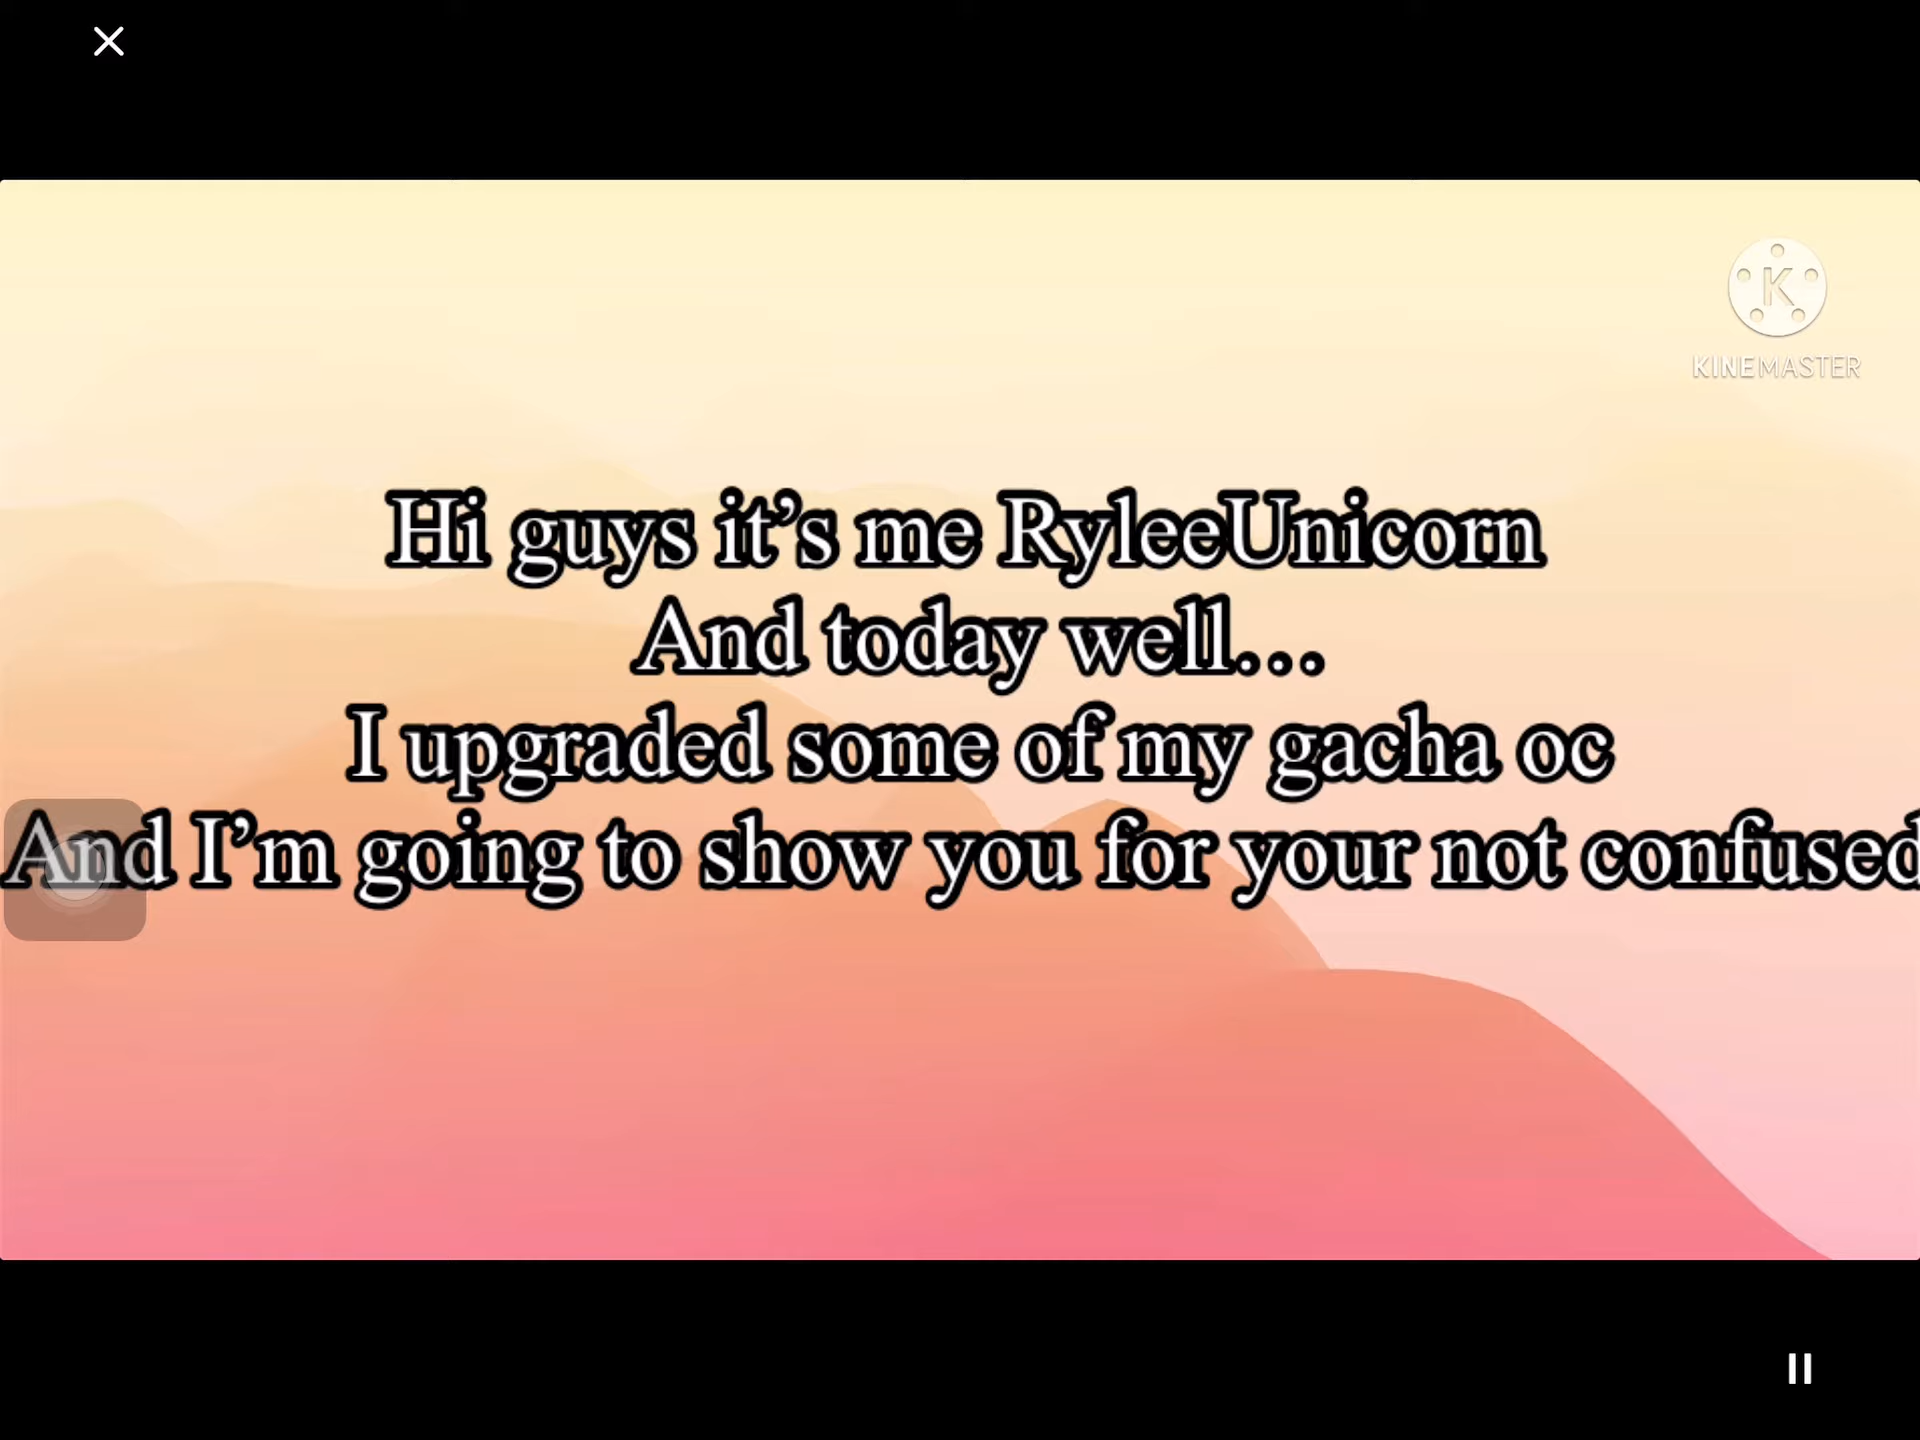 K
KINEMASTER
Hi guys it’s me RyleeUnicorn
And today well...
I upgraded some of my gacha oc
And I’m going to show you for your not confused